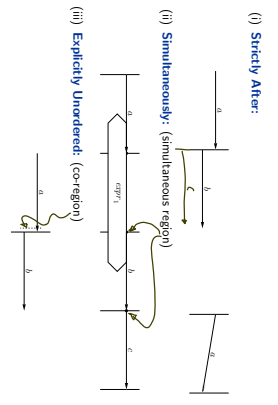 (i) Strictly After:
a
b
c
a
(ii) Simultaneously: (simultaneous region)
a
expr1
b
c
(iii) Explicitly Unordered: (co-region)
a
b